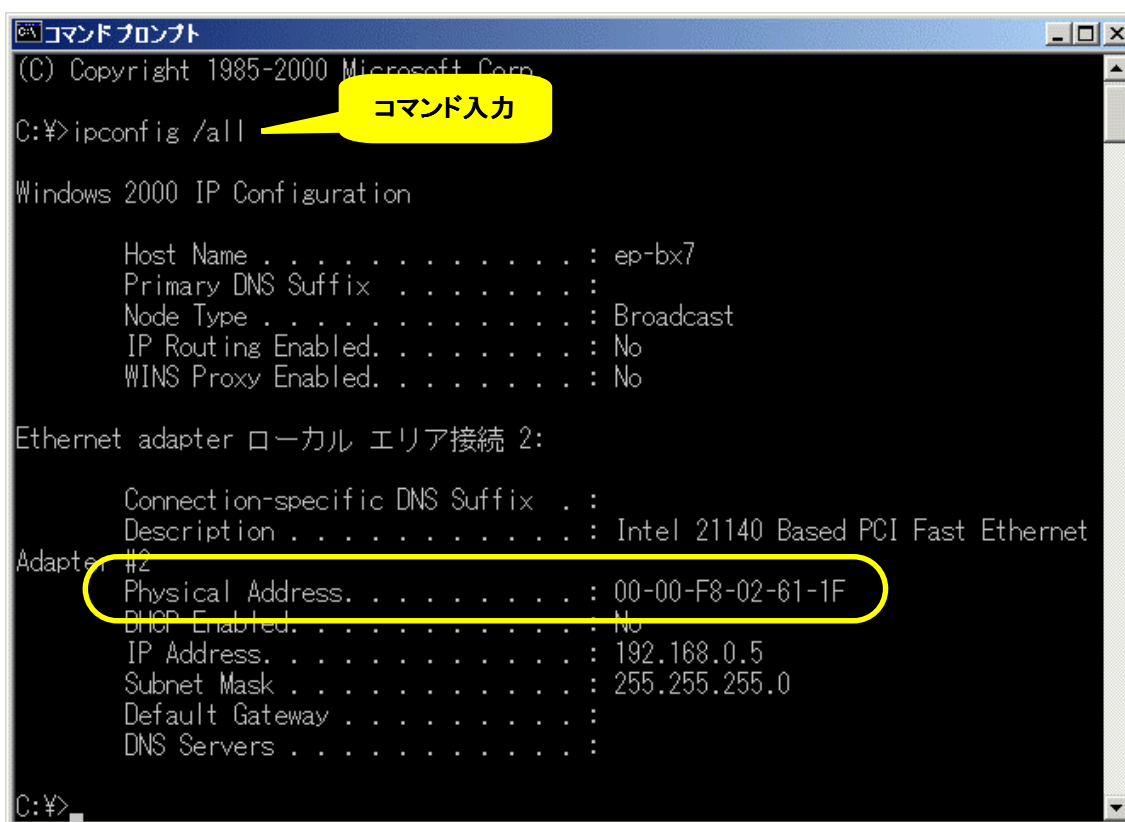 コマンド プロンプト
(C) Copyright 1985-2000 Microsoft Corp.
コマンド入力
C:¥>ipconfig /all
Windows 2000 IP Configuration
Host Name . . . . . . . . . . . . : ep-bx7
Primary DNS Suffix . . . . . . . :
Node Type . . . . . . . . . . . . : Broadcast
IP Routing Enabled. . . . . . . . : No
WINS Proxy Enabled. . . . . . . . : No
Ethernet adapter ローカル エリア接続 2:
Connection-specific DNS Suffix . :
Description . . . . . . . . . . . : Intel 21140 Based PCI Fast Ethernet
Adapter #2
Physical Address. . . . . . . . . : 00-00-F8-02-61-1F
DHCP Enabled. . . . . . . . . . . : No
IP Address. . . . . . . . . . . . : 192.168.0.5
Subnet Mask . . . . . . . . . . . : 255.255.255.0
Default Gateway . . . . . . . . . :
DNS Servers . . . . . . . . . . . :
C:¥>